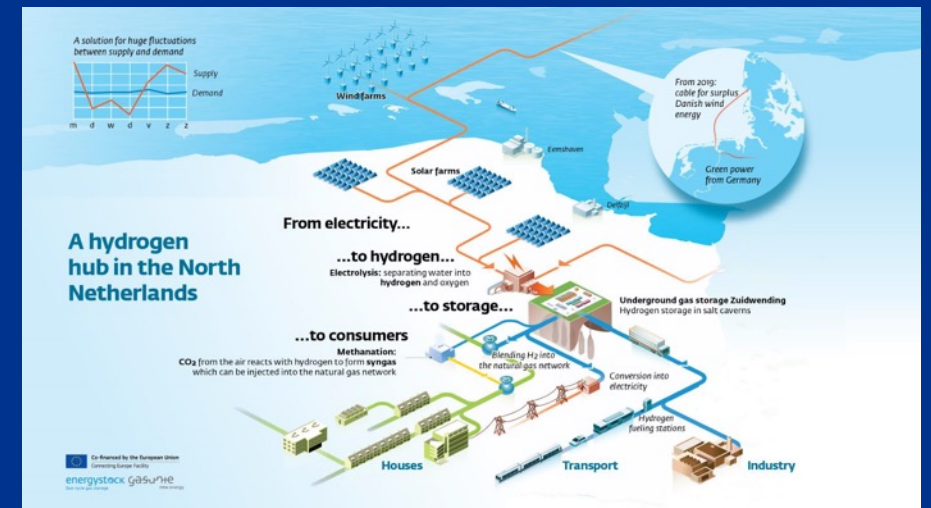 A solution for huge fluctuations
between supply and demand
Supply
Demand
m d w d v z z
Windfarms
From 2019:
cable for surplus
Danish wind
energy
Green power
from Germany
Eemshaven
Solar farms
Delfzijl
From electricity...
A hydrogen
hub in the North
Netherlands
...to hydrogen...
Electrolysis: separating water into
hydrogen and oxygen
...to storage...
Underground gas storage Zuidwending
Hydrogen storage in salt caverns
...to consumers
Methanation:
CO2 from the air reacts with hydrogen to form syngas
which can be injected into the natural gas network
Blending H2 into
the natural gas network
Conversion into
electricity
Hydrogen
fueling stations
Houses
Transport
Industry
Co-financed by the European Union
Connecting Europe Facility
energystock
gasunie